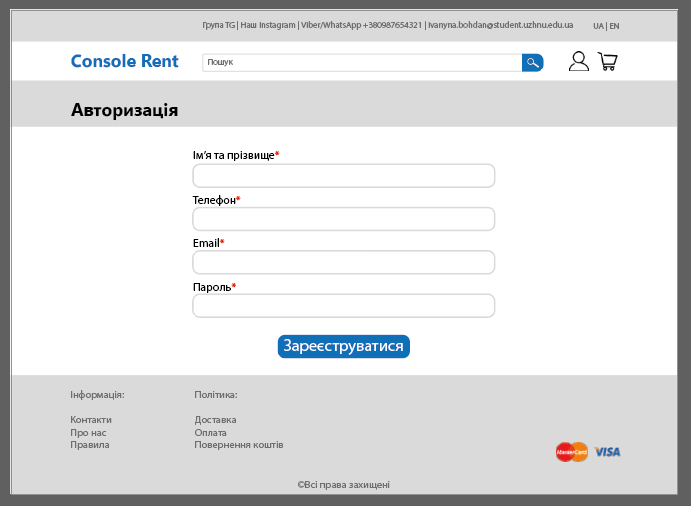 Група TG | Наш Instagram | Viber/WhatsApp +380987654321 | ivanyna.bohdan@student.uzhnu.edu.ua UA | EN
Console Rent Пошук
Авторизація
Ім'я та прізвище*
Телефон*
Email*
Пароль*
Зареєструватися
Інформація: Політика:
Контакти Доставка
Про нас Оплата
Правила Повернення коштів
MasterCard VISA
©Всі права захищені